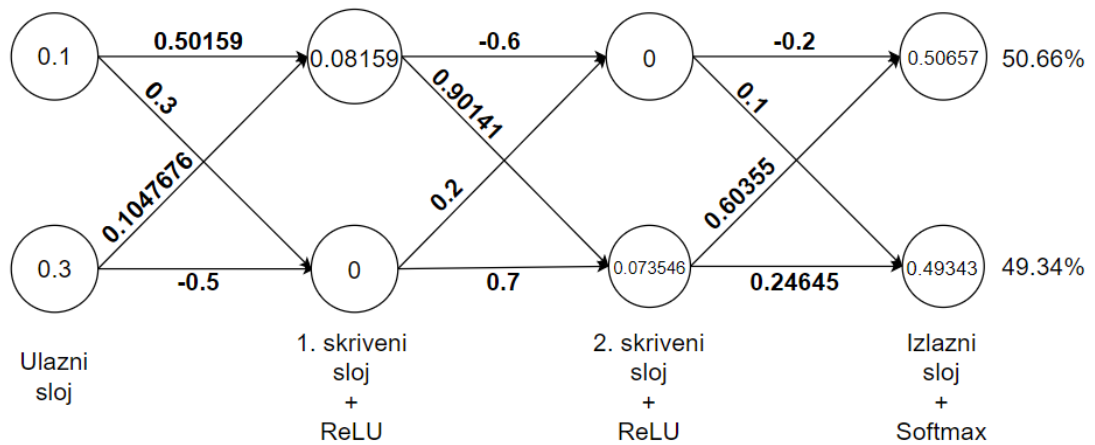 0.1
0.50159
0.08159
-0.6
0
-0.2
0.50657
50.66%
0.3
0.90141
0.1
0.1047676
0.2
0.60355
0.3
-0.5
0
0.7
0.073546
0.24645
0.49343
49.34%
Ulazni
sloj
1. skriveni
sloj
+
ReLU
2. skriveni
sloj
+
ReLU
Izlazni
sloj
+
Softmax